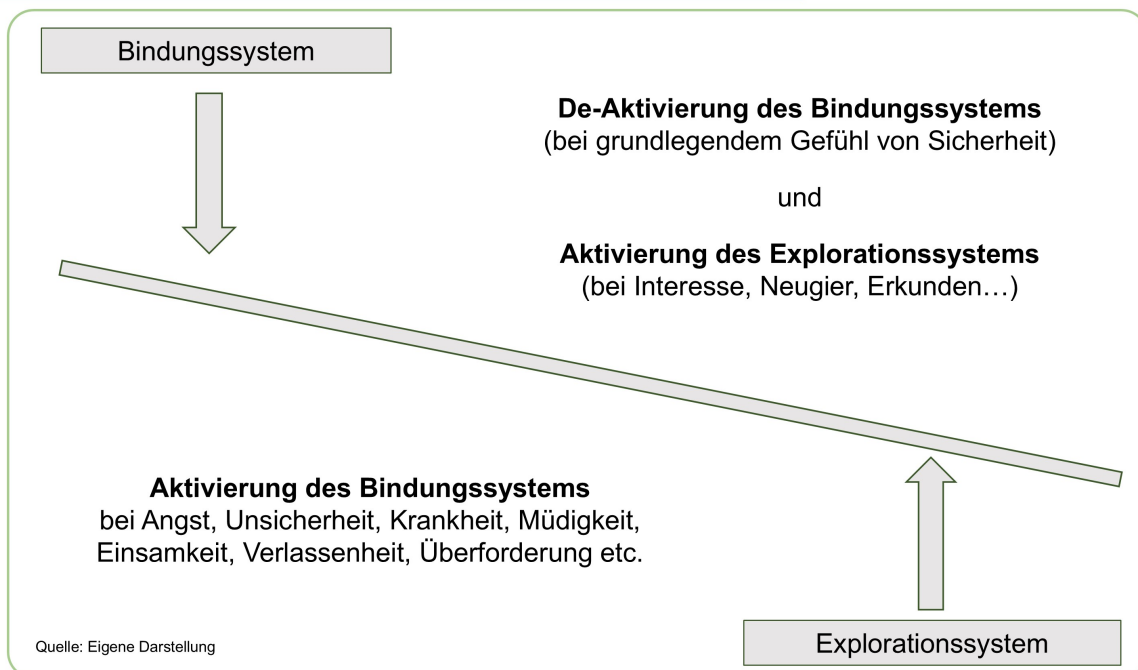 Bindungssystem
De-Aktivierung des Bindungssystems
(bei grundlegendem Gefühl von Sicherheit)
und
Aktivierung des Explorationssystems
(bei Interesse, Neugier, Erkunden…)
Aktivierung des Bindungssystems
bei Angst, Unsicherheit, Krankheit, Müdigkeit,
Einsamkeit, Verlassenheit, Überforderung etc.
Quelle: Eigene Darstellung
Explorationssystem